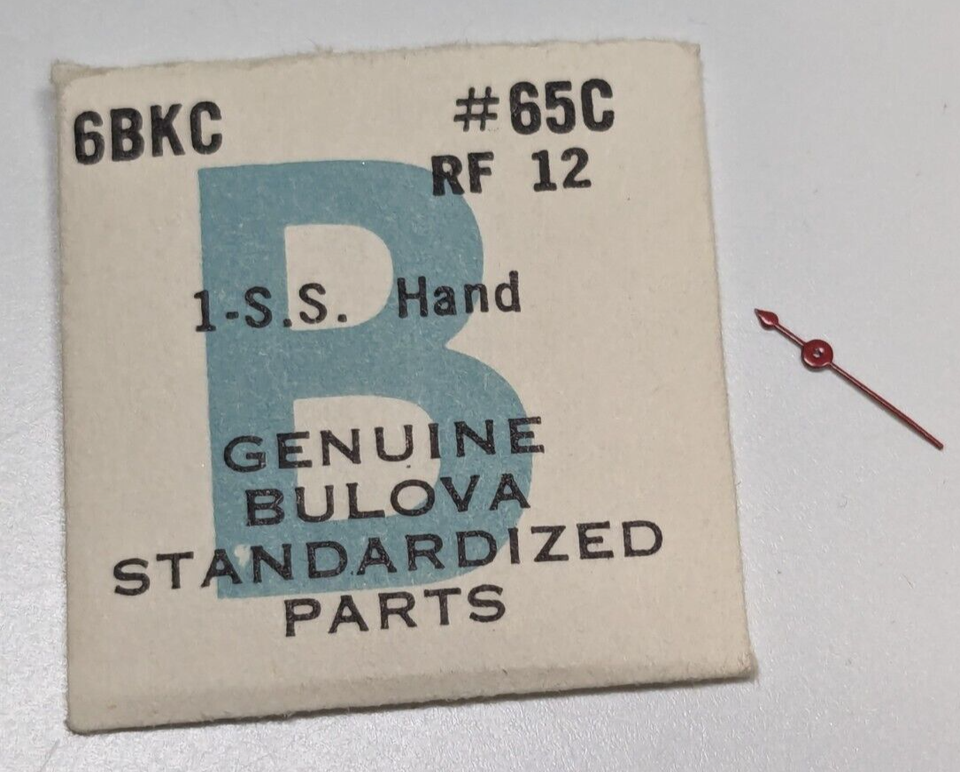 6BKC #65C
RF 12
1-S.S. Hand
B
GENUINE
BULOVA
STANDARDIZED
PARTS